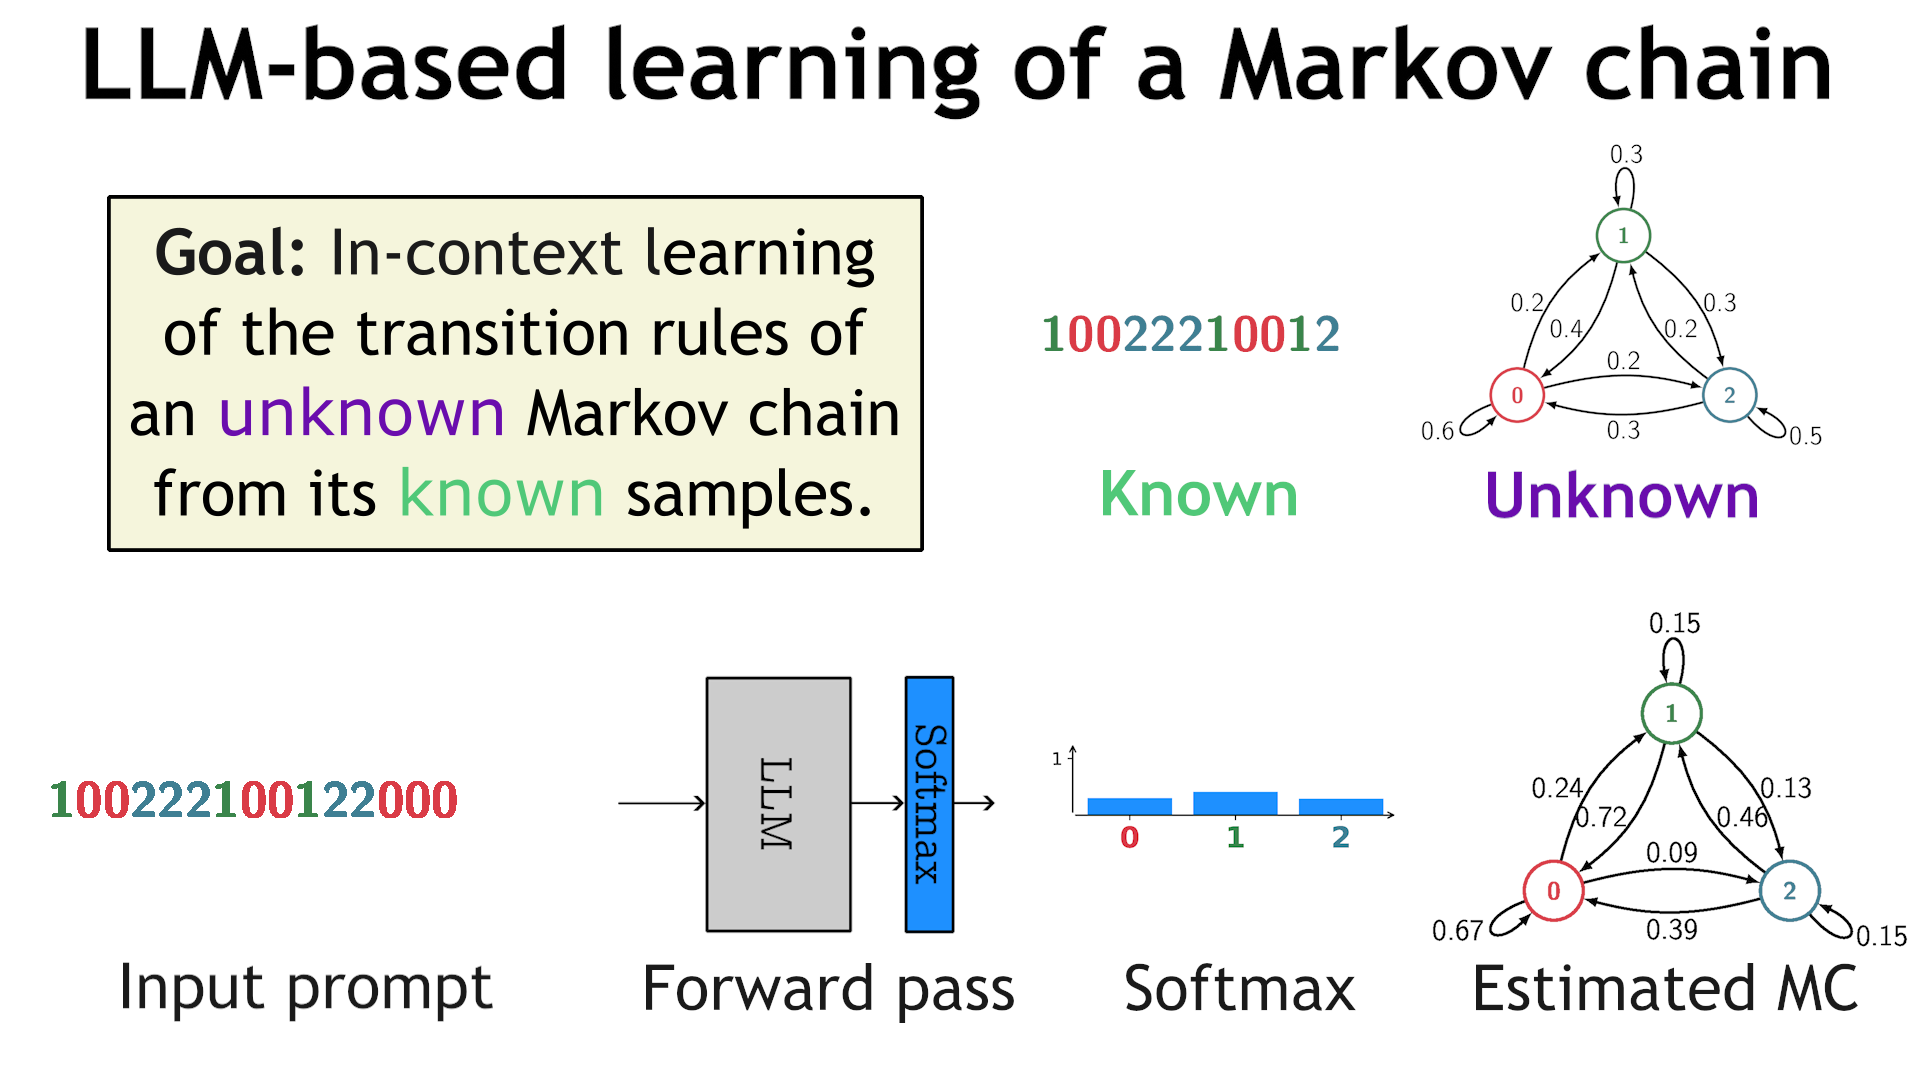 LLM-based learning of a Markov chain
Goal: In-context learning
of the transition rules of
an unknown Markov chain
from its known samples.
10022210012
Known
0.3
1
0.2
0.3
0.4
0.2
0.2
0
2
0.6
0.3
0.5
Unknown
100222100122000
Input prompt
LLM
Softmax
Forward pass
1
0 1 2
Softmax
0.15
1
0.24
0.13
0.72
0.46
0.09
0
2
0.67
0.39
0.15
Estimated MC